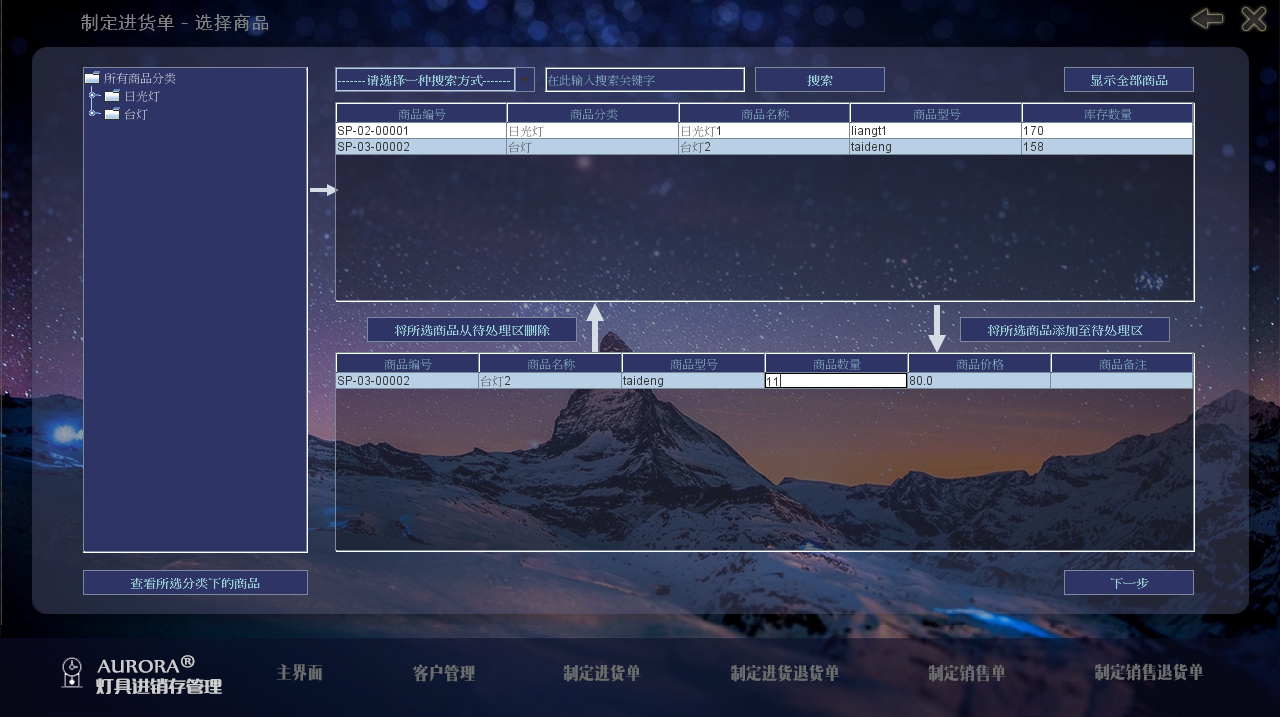 制定进货单 - 选择商品
所有商品分类
日光灯
台灯
-------请选择一种搜索方式-------
在此输入搜索关键字
搜索
显示全部商品
商品编号 商品分类 商品名称 商品型号 库存数量
SP-02-00001 日光灯 日光灯1 liangt1 170
SP-03-00002 台灯 台灯2 taideng 158
将所选商品从待处理区删除
将所选商品添加至待处理区
商品编号 商品名称 商品型号 商品数量 商品价格 商品备注
SP-03-00002 台灯2 taideng 11 80.0
查看所选分类下的商品
下一步
AURORA®
灯具进销存管理
主界面 客户管理 制定进货单 制定进货退货单 制定销售单 制定销售退货单